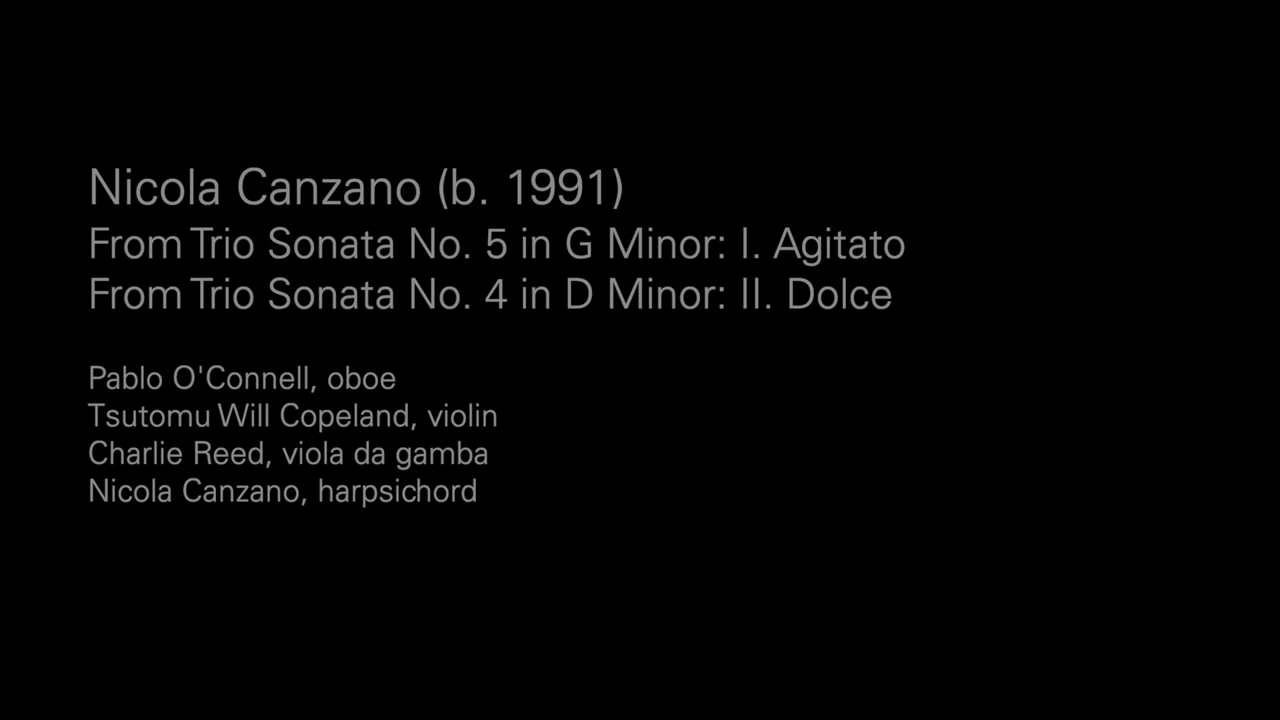 Nicola Canzano (b. 1991)
From Trio Sonata No. 5 in G Minor: I. Agitato
From Trio Sonata No. 4 in D Minor: II. Dolce
Pablo O'Connell, oboe
Tsutomu Will Copeland, violin
Charlie Reed, viola da gamba
Nicola Canzano, harpsichord